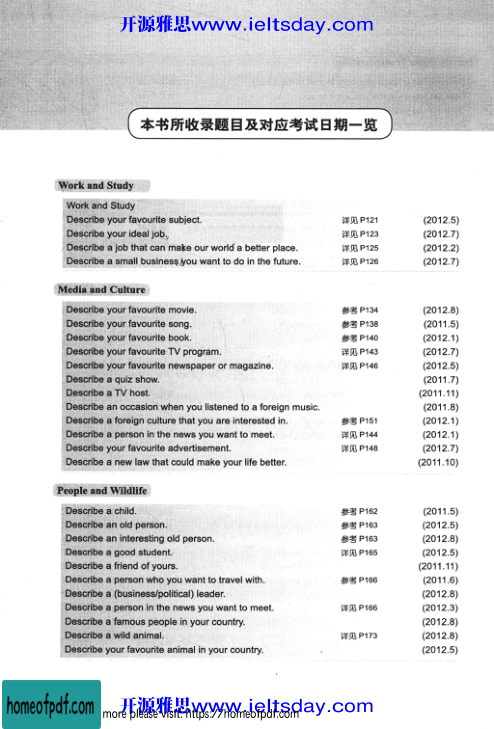 开源雅思www.ieltsday.com
本书所收录题目及对应考试日期一览
Work and Study
Work and Study
Describe your favourite subject. 详见 P121 (2012.5)
Describe your ideal job. 详见 P123 (2012.7)
Describe a job that can make our world a better place. 详见 P125 (2012.2)
Describe a small business you want to do in the future. 详见 P126 (2012.7)
Media and Culture
Describe your favourite movie. 参考 P134 (2012.8)
Describe your favourite song. 参考 P138 (2011.5)
Describe your favourite book. 参考 P140 (2012.1)
Describe your favourite TV program. 详见 P143 (2012.7)
Describe your favourite newspaper or magazine. 详见 P146 (2012.5)
Describe a quiz show. (2011.7)
Describe a TV host. (2011.11)
Describe an occasion when you listened to a foreign music. (2011.8)
Describe a foreign culture that you are interested in. 参考 P151 (2012.1)
Describe a person in the news you want to meet. 详见 P144 (2012.1)
Describe your favourite advertisement. 详见 P148 (2012.7)
Describe a new law that could make your life better. (2011.10)
People and Wildlife
Describe a child. 参考 P162 (2011.5)
Describe an old person. 参考 P163 (2012.5)
Describe an interesting old person. 参考 P163 (2012.8)
Describe a good student. 详见 P165 (2012.5)
Describe a friend of yours. (2011.11)
Describe a person who you want to travel with. 参考 P166 (2011.6)
Describe a (business/political) leader. (2012.8)
Describe a person in the news you want to meet. 详见 P166 (2012.3)
Describe a famous people in your country. (2012.8)
Describe a wild animal. 详见 P173 (2012.8)
Describe your favourite animal in your country. (2012.5)
开源雅思www.ieltsday.com
homeofpdf.com
more please visit: https://homeofpdf.com